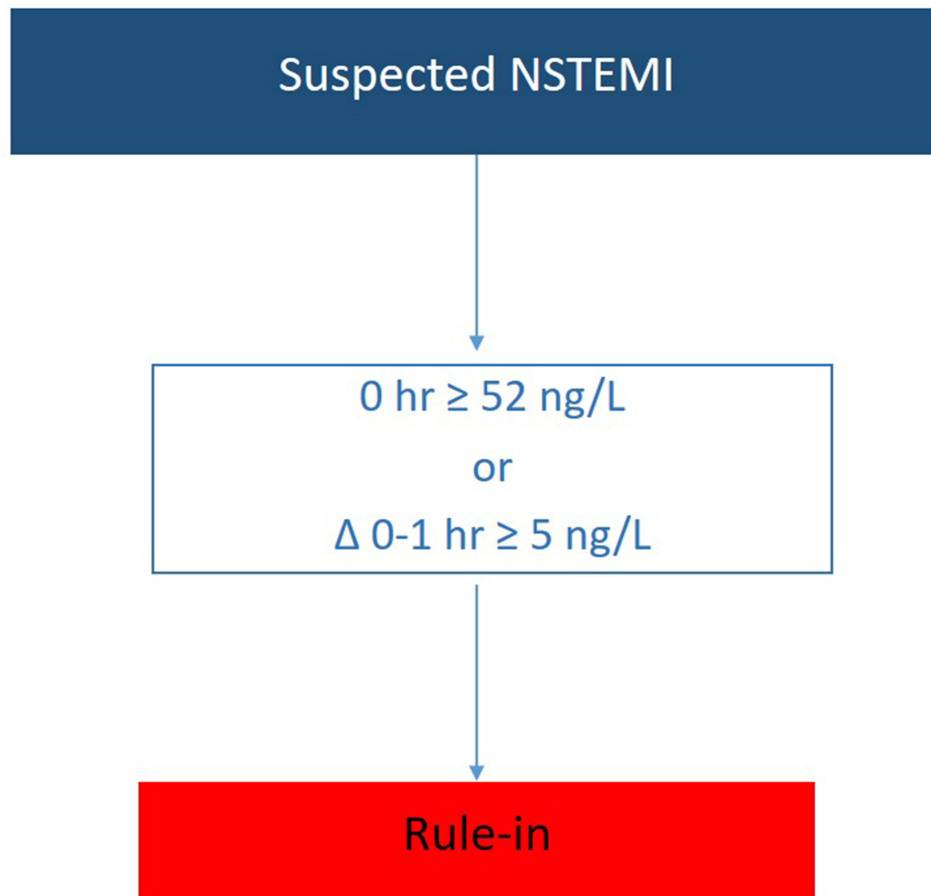 Suspected NSTEMI
0 hr ≥ 52 ng/L
or
Δ 0-1 hr ≥ 5 ng/L
Rule-in